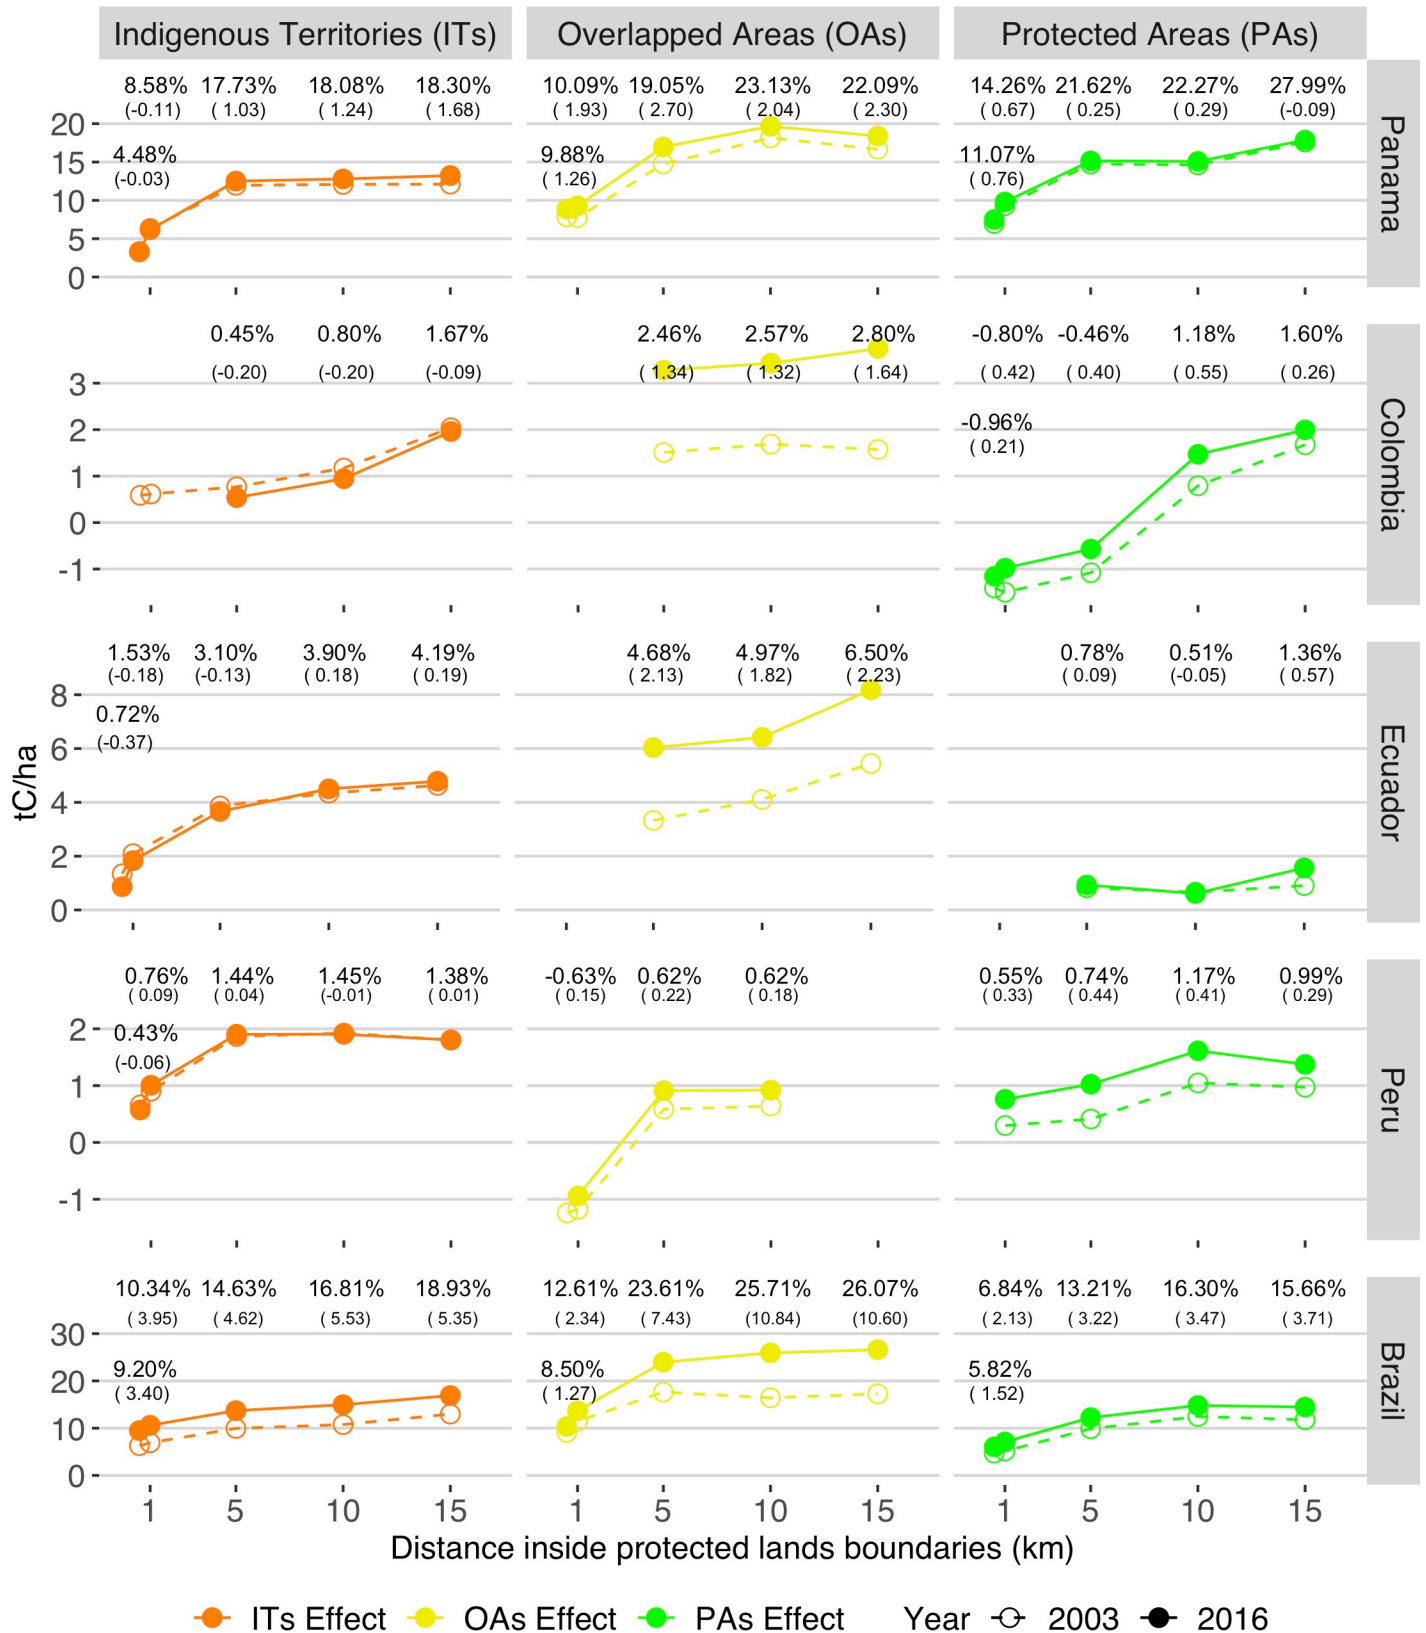 Indigenous Territories (ITs) Overlapped Areas (OAs) Protected Areas (PAs)
8.58% 17.73% 18.08% 18.30% 10.09% 19.05% 23.13% 22.09% 14.26% 21.62% 22.27% 27.99%
(-0.11) ( 1.03) ( 1.24) ( 1.68) ( 1.93) ( 2.70) ( 2.04) ( 2.30) ( 0.67) ( 0.25) ( 0.29) (-0.09)
20
4.48% 9.88% 11.07%
15
(-0.03) ( 1.26) ( 0.76)
10
5
0
Panama
0.45% 0.80% 1.67% 2.46% 2.57% 2.80% -0.80% -0.46% 1.18% 1.60%
(-0.20) (-0.20) (-0.09) ( 1.34) ( 1.32) ( 1.64) ( 0.42) ( 0.40) ( 0.55) ( 0.26)
3
-0.96%
2
( 0.21)
1
0
-1
Colombia
1.53% 3.10% 3.90% 4.19% 4.68% 4.97% 6.50% 0.78% 0.51% 1.36%
(-0.18) (-0.13) ( 0.18) ( 0.19) ( 2.13) ( 1.82) ( 2.23) ( 0.09) (-0.05) ( 0.57)
8
0.72%
(-0.37)
6
4
2
0
Ecuador
tC/ha
0.76% 1.44% 1.45% 1.38% -0.63% 0.62% 0.62% 0.55% 0.74% 1.17% 0.99%
( 0.09) ( 0.04) (-0.01) ( 0.01) ( 0.15) ( 0.22) ( 0.18) ( 0.33) ( 0.44) ( 0.41) ( 0.29)
2
0.43%
(-0.06)
1
0
-1
Peru
10.34% 14.63% 16.81% 18.93% 12.61% 23.61% 25.71% 26.07% 6.84% 13.21% 16.30% 15.66%
( 3.95) ( 4.62) ( 5.53) ( 5.35) ( 2.34) ( 7.43) (10.84) (10.60) ( 2.13) ( 3.22) ( 3.47) ( 3.71)
30
9.20% 8.50% 5.82%
20
( 3.40) ( 1.27) ( 1.52)
10
0
Brazil
1 5 10 15 1 5 10 15 1 5 10 15
Distance inside protected lands boundaries (km)
ITs Effect OAs Effect PAs Effect Year 2003 2016